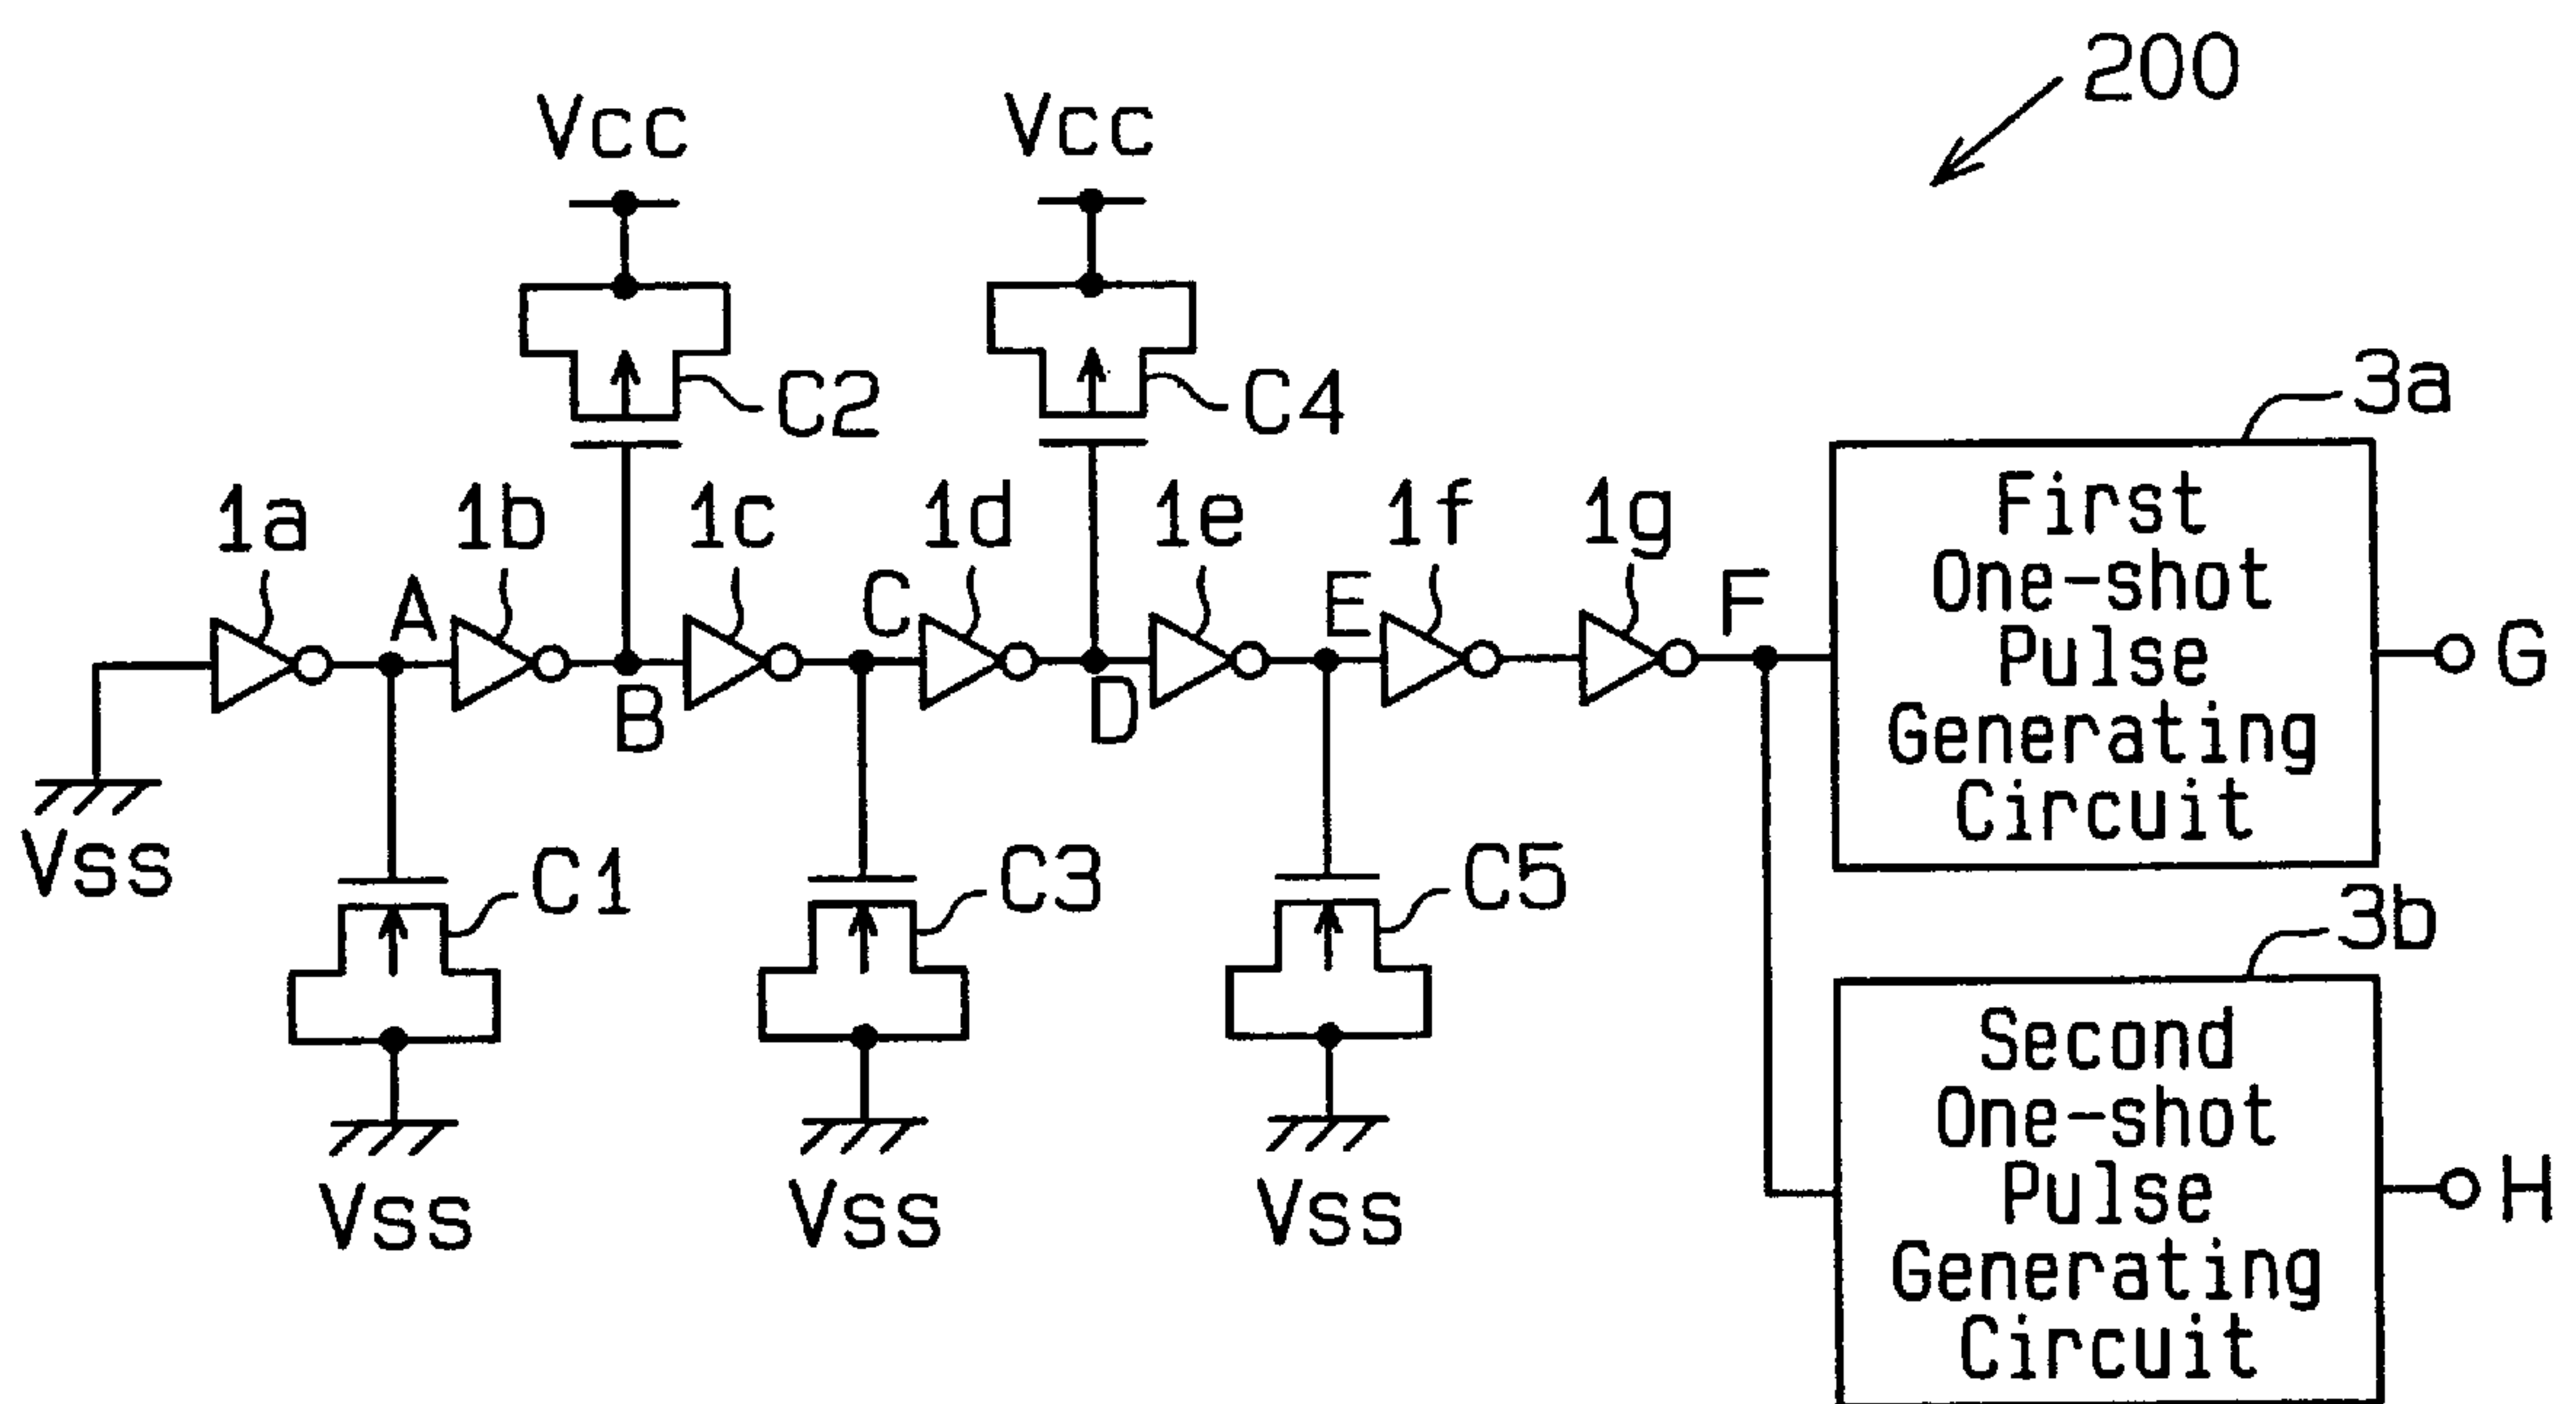 200
Vcc
Vcc
C2
C4
3a
1a
1b
1c
1d
1e
1f
1g
A
B
C
D
E
F
First
One-shot
Pulse
Generating
Circuit
G
Vss
C1
C3
C5
3b
Second
One-shot
Pulse
Generating
Circuit
H
Vss
Vss
Vss